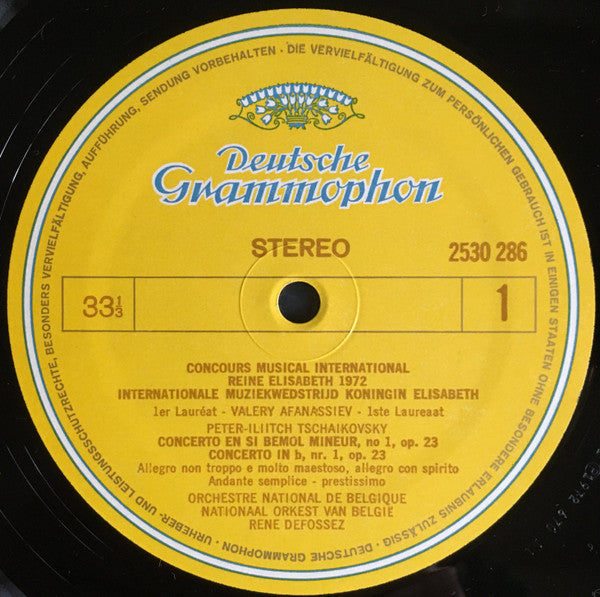 DEUTSCHE GRAMMOPHON · URHEBER- UND LEISTUNGSSCHUTZRECHTE, BESONDERS VERVIELFÄLTIGUNG, AUFFÜHRUNG, SENDUNG VORBEHALTEN · DIE VERVIELFÄLTIGUNG ZUM PERSÖNLICHEN GEBRAUCH IST IN EINIGEN STAATEN OHNE BESONDERE ERLAUBNIS ZULÄSSIG ·
Deutsche
Grammophon
STEREO
2530 286
33 1/3
1
CONCOURS MUSICAL INTERNATIONAL
REINE ELISABETH 1972
INTERNATIONALE MUZIEKWEDSTRIJD KONINGIN ELISABETH
1er Lauréat - VALERY AFANASSIEV - 1ste Laureaat
PETER-ILIITCH TSCHAIKOVSKY
CONCERTO EN SI BEMOL MINEUR, no 1, op. 23
CONCERTO IN b, nr. 1, op. 23
Allegro non troppo e molto maestoso, allegro con spirito
Andante semplice - prestissimo
ORCHESTRE NATIONAL DE BELGIQUE
NATIONAAL ORKEST VAN BELGIE
RENE DEFOSSEZ